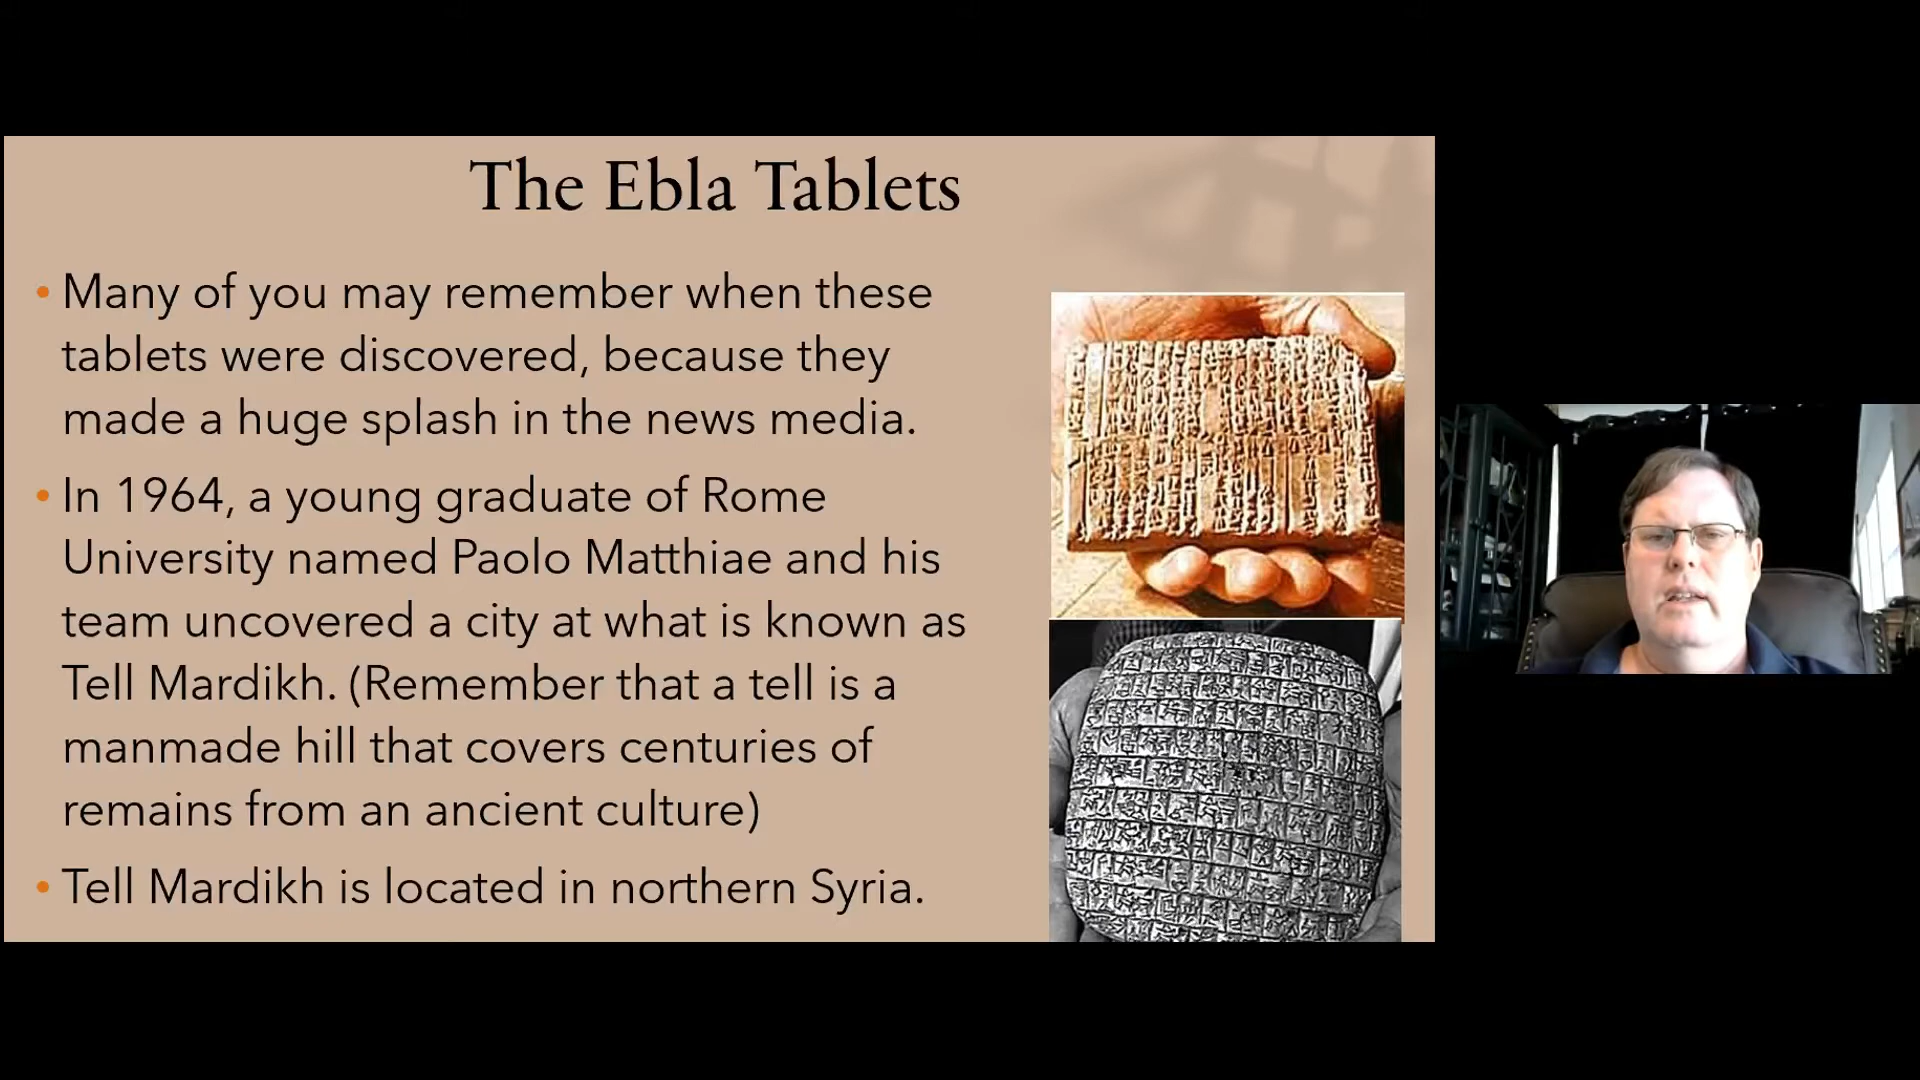 The Ebla Tablets
• Many of you may remember when these
tablets were discovered, because they
made a huge splash in the news media.
• In 1964, a young graduate of Rome
University named Paolo Matthiae and his
team uncovered a city at what is known as
Tell Mardikh. (Remember that a tell is a
manmade hill that covers centuries of
remains from an ancient culture)
• Tell Mardikh is located in northern Syria.